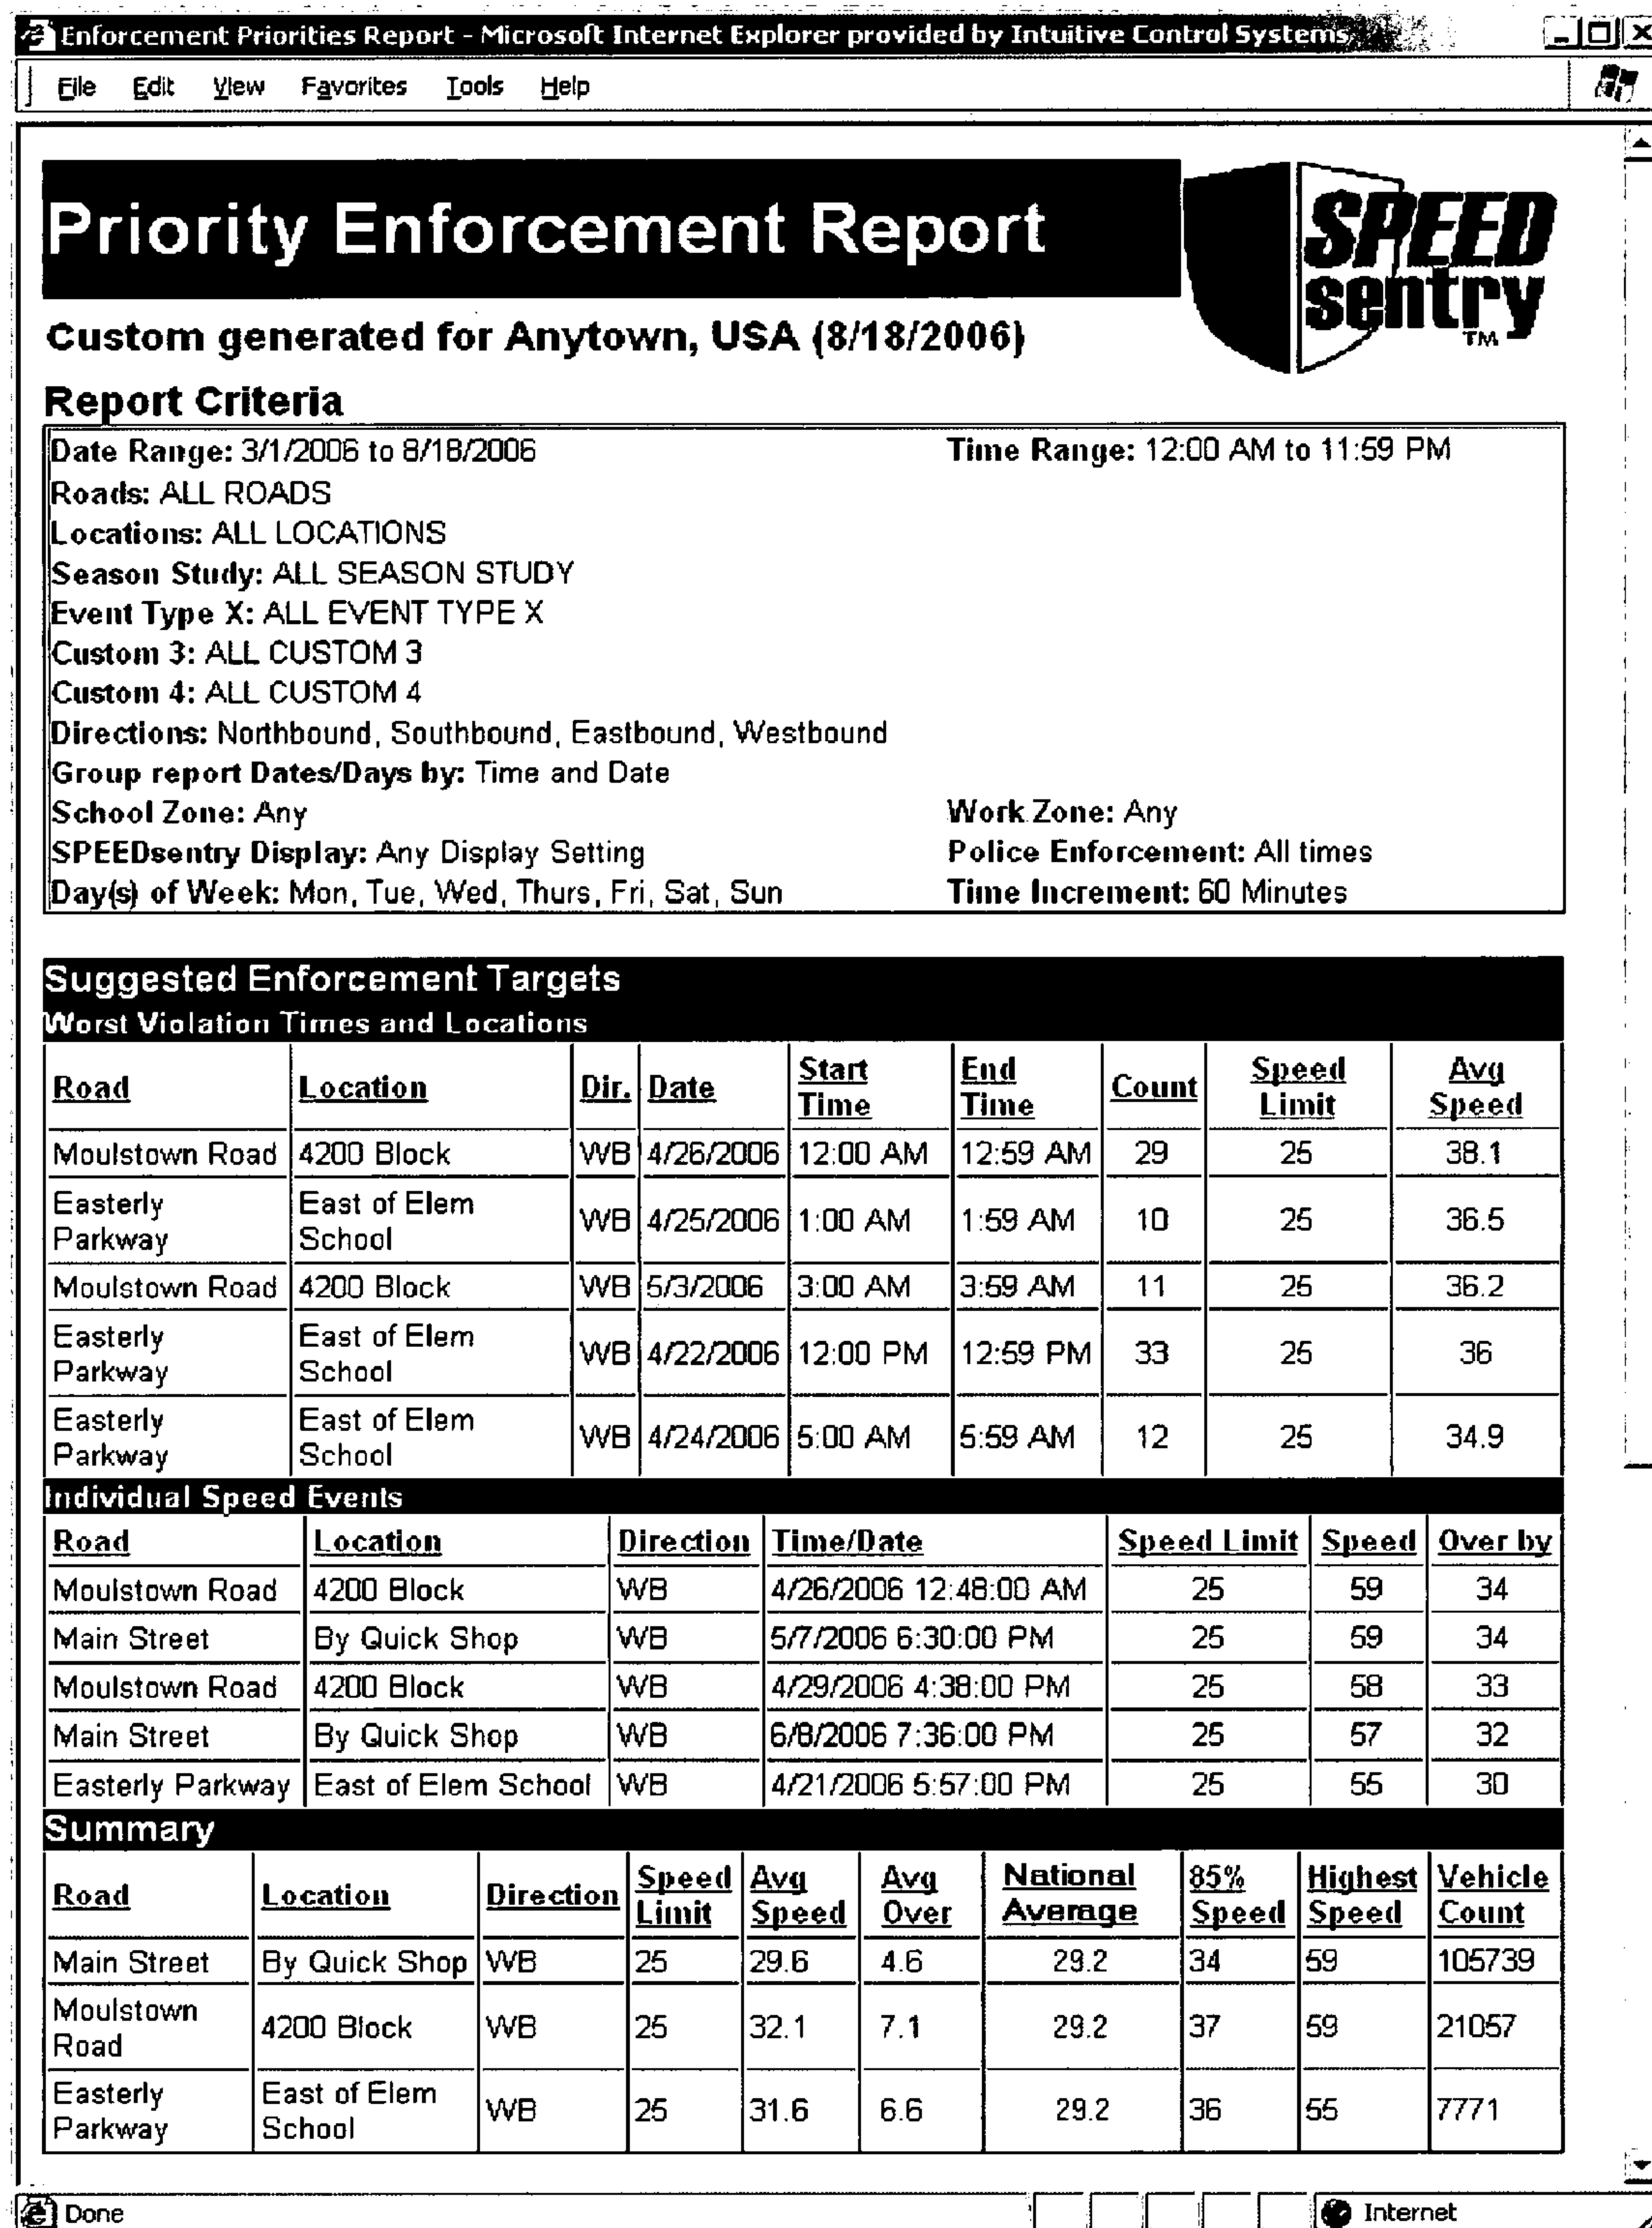 Enforcement Priorities Report - Microsoft Internet Explorer provided by Intuitive Control Systems
File Edit View Favorites Tools Help
Priority Enforcement Report
SPEED
sentry
TM
Custom generated for Anytown, USA (8/18/2006)
Report Criteria
Date Range: 3/1/2006 to 8/18/2006 Time Range: 12:00 AM to 11:59 PM
Roads: ALL ROADS
Locations: ALL LOCATIONS
Season Study: ALL SEASON STUDY
Event Type X: ALL EVENT TYPE X
Custom 3: ALL CUSTOM 3
Custom 4: ALL CUSTOM 4
Directions: Northbound, Southbound, Eastbound, Westbound
Group report Dates/Days by: Time and Date
School Zone: Any Work Zone: Any
SPEEDsentry Display: Any Display Setting Police Enforcement: All times
Day(s) of Week: Mon, Tue, Wed, Thurs, Fri, Sat, Sun Time Increment: 60 Minutes
Suggested Enforcement Targets
Worst Violation Times and Locations
Road Location Dir. Date Start Time End Time Count Speed Limit Avg Speed
Moulstown Road 4200 Block WB 4/26/2006 12:00 AM 12:59 AM 29 25 38.1
Easterly Parkway East of Elem School WB 4/25/2006 1:00 AM 1:59 AM 10 25 36.5
Moulstown Road 4200 Block WB 5/3/2006 3:00 AM 3:59 AM 11 25 36.2
Easterly Parkway East of Elem School WB 4/22/2006 12:00 PM 12:59 PM 33 25 36
Easterly Parkway East of Elem School WB 4/24/2006 5:00 AM 5:59 AM 12 25 34.9
Individual Speed Events
Road Location Direction Time/Date Speed Limit Speed Over by
Moulstown Road 4200 Block WB 4/26/2006 12:48:00 AM 25 59 34
Main Street By Quick Shop WB 5/7/2006 6:30:00 PM 25 59 34
Moulstown Road 4200 Block WB 4/29/2006 4:38:00 PM 25 58 33
Main Street By Quick Shop WB 6/8/2006 7:36:00 PM 25 57 32
Easterly Parkway East of Elem School WB 4/21/2006 5:57:00 PM 25 55 30
Summary
Road Location Direction Speed Limit Avg Speed Avg Over National Average 85% Speed Highest Speed Vehicle Count
Main Street By Quick Shop WB 25 29.6 4.6 29.2 34 59 105739
Moulstown Road 4200 Block WB 25 32.1 7.1 29.2 37 59 21057
Easterly Parkway East of Elem School WB 25 31.6 6.6 29.2 36 55 7771
Done Internet